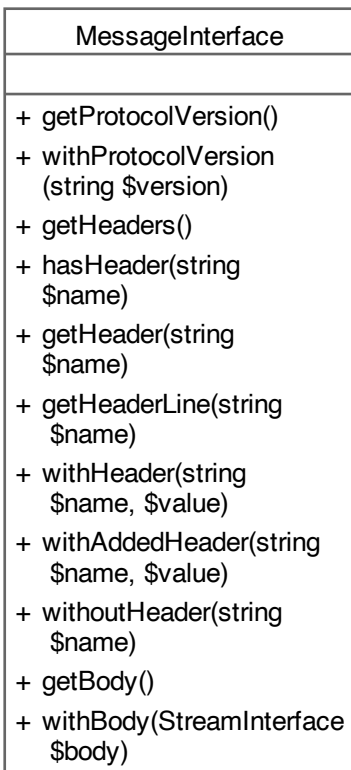 MessageInterface
+ getProtocolVersion()
+ withProtocolVersion
(string $version)
+ getHeaders()
+ hasHeader(string
$name)
+ getHeader(string
$name)
+ getHeaderLine(string
$name)
+ withHeader(string
$name, $value)
+ withAddedHeader(string
$name, $value)
+ withoutHeader(string
$name)
+ getBody()
+ withBody(StreamInterface
$body)